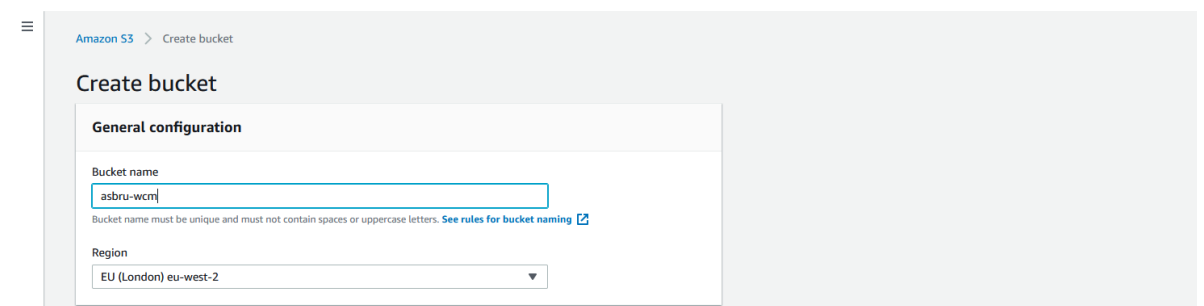 Amazon S3 > Create bucket
Create bucket
General configuration
Bucket name
asbru-wcm
Bucket name must be unique and must not contain spaces or uppercase letters. See rules for bucket naming
Region
EU (London) eu-west-2